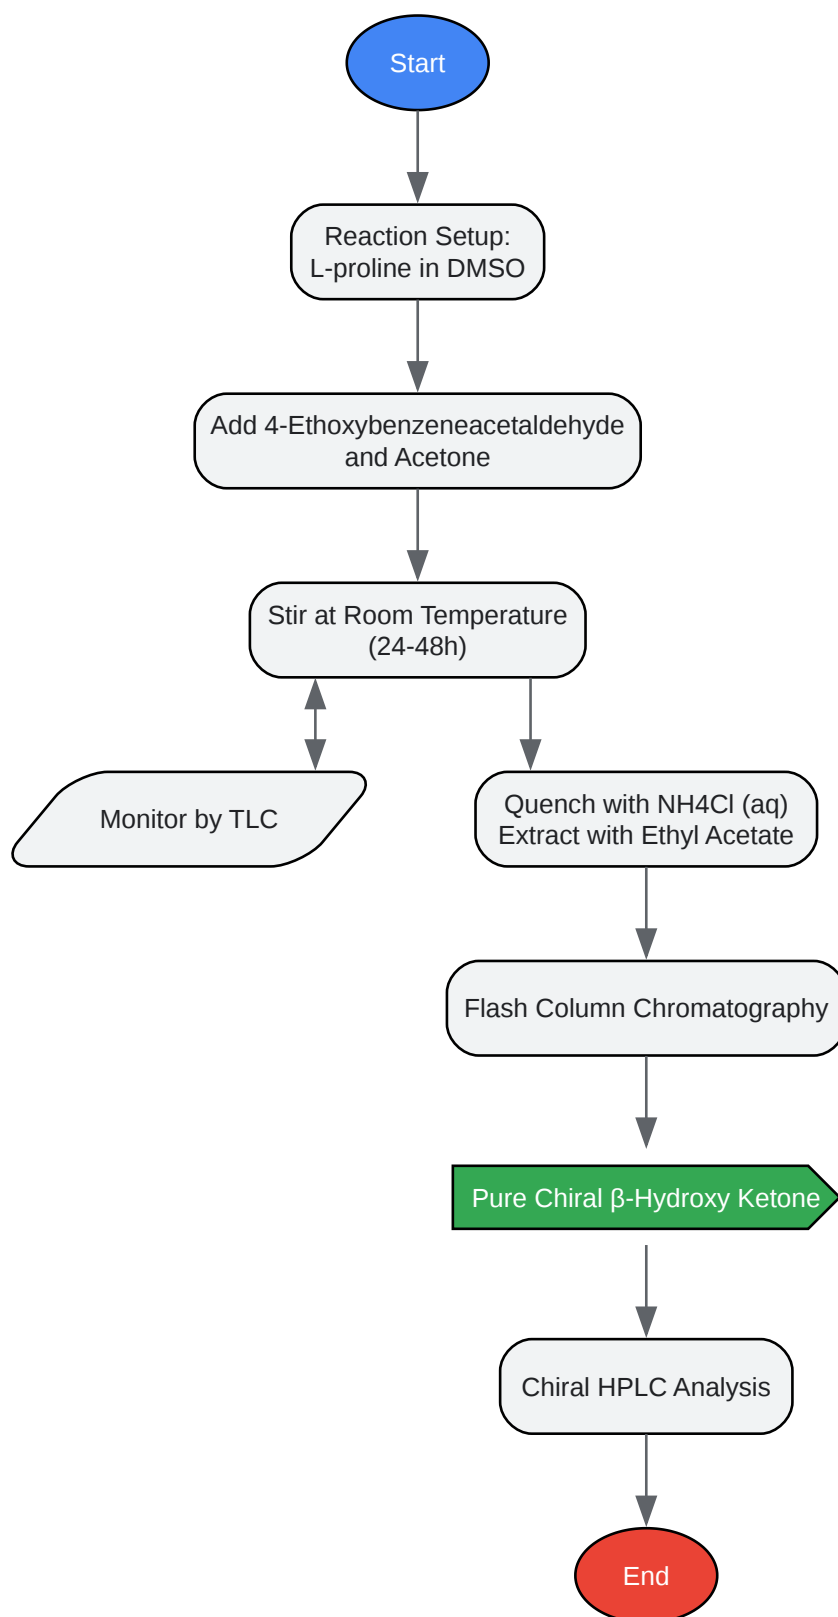 Start
Reaction Setup:
L-proline in DMSO
Add 4-Ethoxybenzeneacetaldehyde
and Acetone
Stir at Room Temperature
(24-48h)
Monitor by TLC
Quench with NH4Cl (aq)
Extract with Ethyl Acetate
Flash Column Chromatography
Pure Chiral β-Hydroxy Ketone
Chiral HPLC Analysis
End